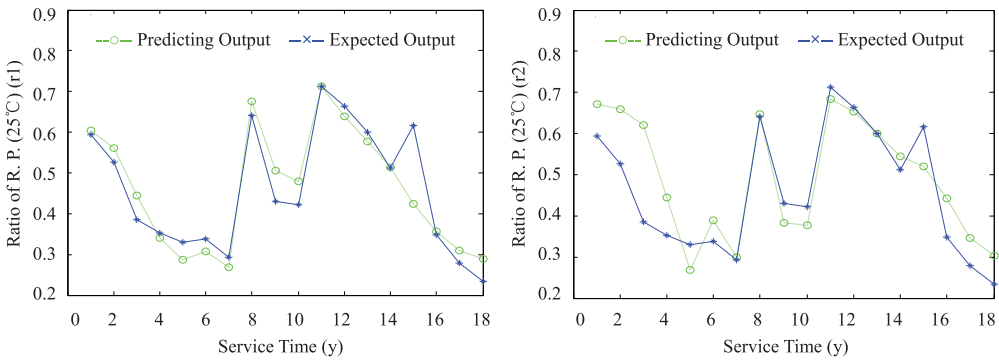 Ratio of R. P. (25℃) (r1)
0.9
0.8
0.7
0.6
0.5
0.4
0.3
0.2
Predicting Output
Expected Output
0 2 4 6 8 10 12 14 16 18
Service Time (y)
Ratio of R. P. (25℃) (r2)
0.9
0.8
0.7
0.6
0.5
0.4
0.3
0.2
Predicting Output
Expected Output
0 2 4 6 8 10 12 14 16 18
Service Time (y)